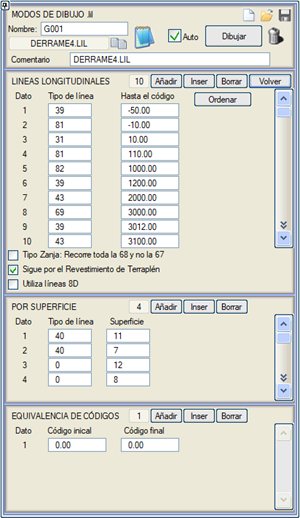 MODOS DE DIBUJO .lil
Nombre: G001
DERRAME4.LIL
Auto
Dibujar
Comentario DERRAME4.LIL
LINEAS LONGITUDINALES 10 Añadir Inser Borrar Volver
Dato Tipo de línea Hasta el código Ordenar
1 39 -50.00
2 81 -10.00
3 31 10.00
4 81 110.00
5 82 1000.00
6 39 1200.00
7 43 2000.00
8 69 3000.00
9 39 3012.00
10 43 3100.00
Tipo Zanja: Recorre toda la 68 y no la 67
Sigue por el Revestimiento de Terraplén
Utiliza líneas 8D
POR SUPERFICIE 4 Añadir Inser Borrar
Dato Tipo de línea Superficie
1 40 11
2 40 7
3 0 12
4 0 8
EQUIVALENCIA DE CÓDIGOS 1 Añadir Inser Borrar
Dato Código inical Código final
1 0.00 0.00